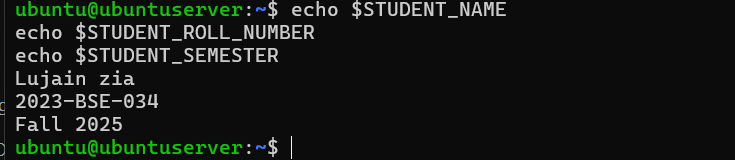 ubuntu@ubuntuserver:~$ echo $STUDENT_NAME
echo $STUDENT_ROLL_NUMBER
echo $STUDENT_SEMESTER
Lujain zia
2023-BSE-034
Fall 2025
ubuntu@ubuntuserver:~$